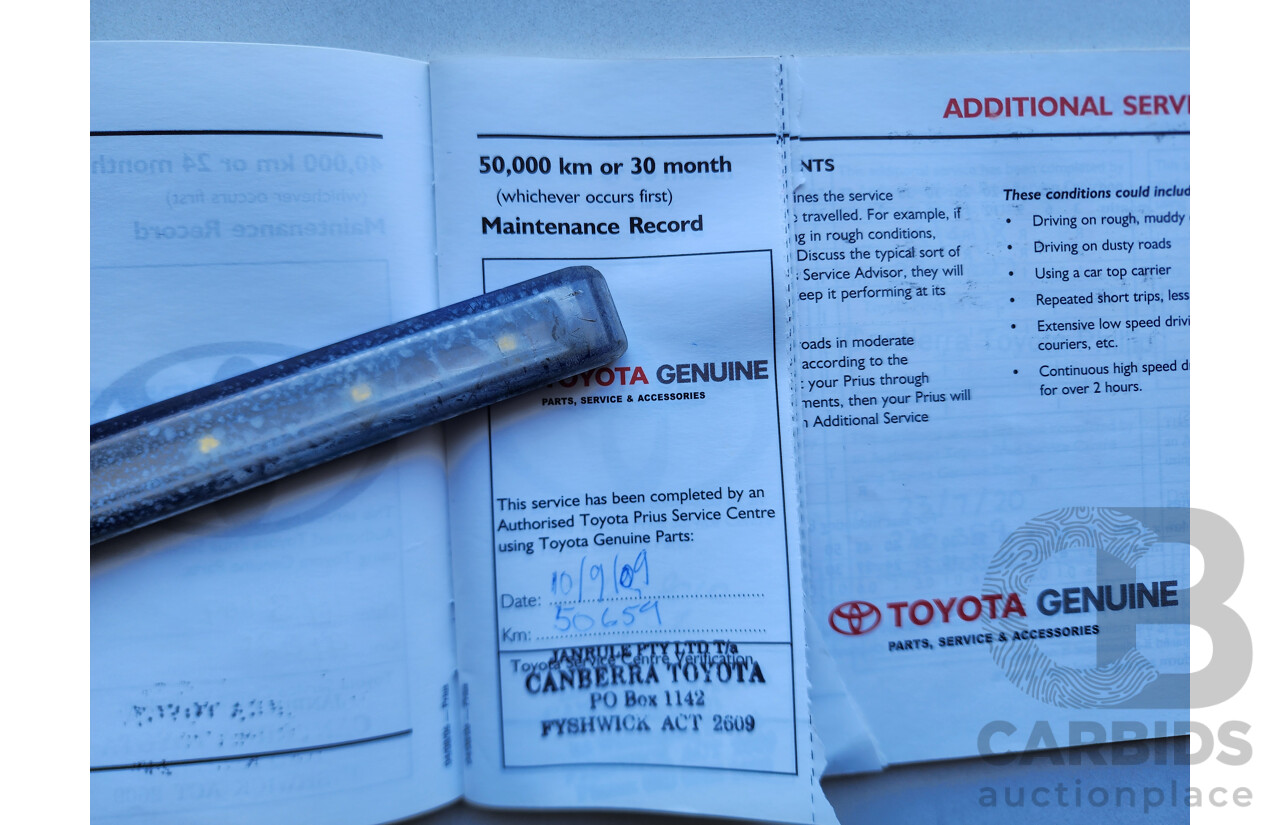 50,000 km or 30 month
(whichever occurs first)
Maintenance Record
TOYOTA GENUINE
PARTS, SERVICE & ACCESSORIES
This service has been completed by an
Authorised Toyota Prius Service Centre
using Toyota Genuine Parts:
Date: 10/9/09
Km: 50659
Toyota Service Centre Verification
JANRULE PTY LTD T/a
CANBERRA TOYOTA
PO Box 1142
FYSHWICK ACT 2609
ADDITIONAL SERVI
NTS
ines the service
travelled. For example, if
g in rough conditions,
Discuss the typical sort of
Service Advisor, they will
eep it performing at its
oads in moderate
according to the
your Prius through
ments, then your Prius will
Additional Service
These conditions could includ
• Driving on rough, muddy
• Driving on dusty roads
• Using a car top carrier
• Repeated short trips, less
• Extensive low speed drivi
couriers, etc.
• Continuous high speed d
for over 2 hours.
TOYOTA GENUINE
PARTS, SERVICE & ACCESSORIES
40,000 km or 24 month
(whichever occurs first)
Maintenance Record
CARBIDS
auctionplace